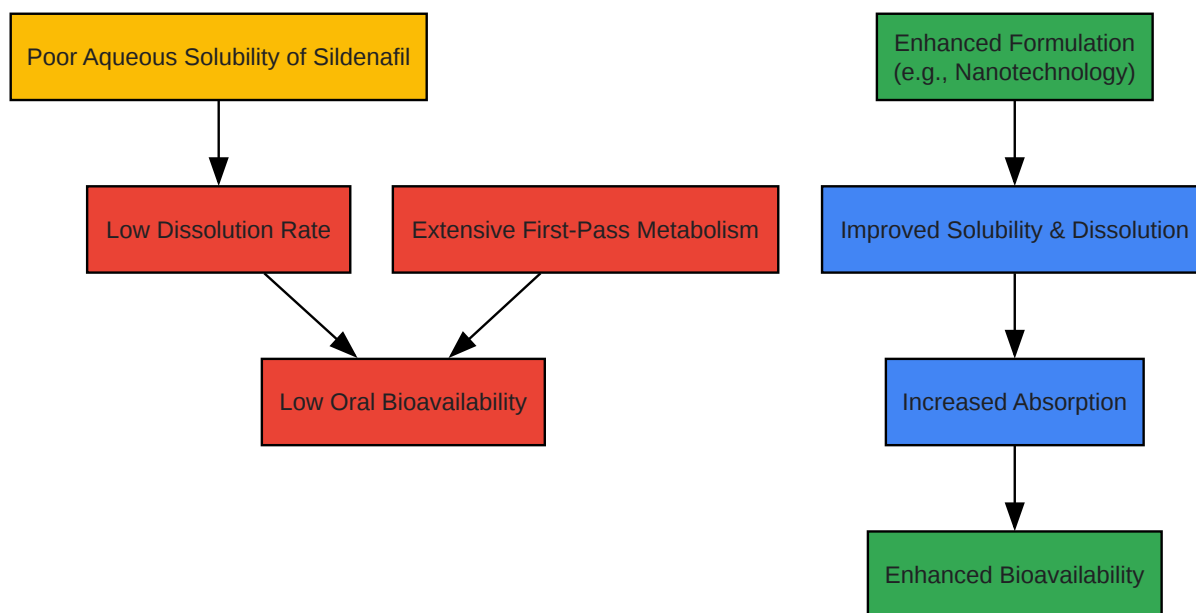 Poor Aqueous Solubility of Sildenafil
Enhanced Formulation
(e.g., Nanotechnology)
Low Dissolution Rate
Extensive First-Pass Metabolism
Improved Solubility & Dissolution
Low Oral Bioavailability
Increased Absorption
Enhanced Bioavailability